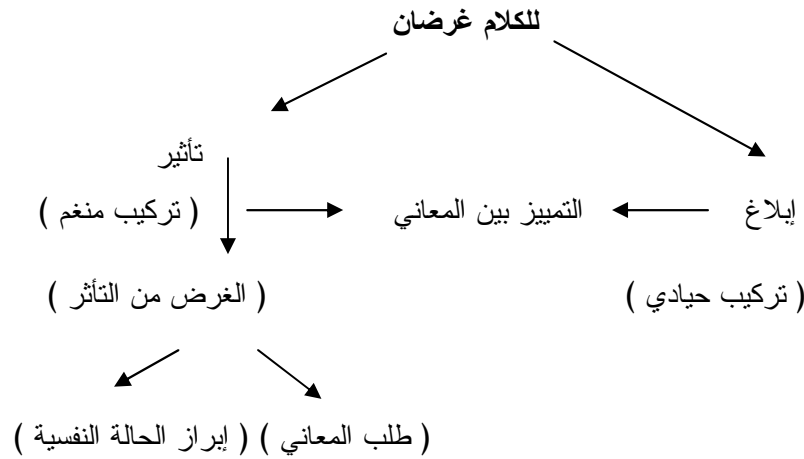 للكلام غرضان
تأثير
إبلاغ التمييز بين المعاني ( تركيب منغم )
( تركيب حيادي ) ( الغرض من التأثر )
( طلب المعاني ) ( إبراز الحالة النفسية )